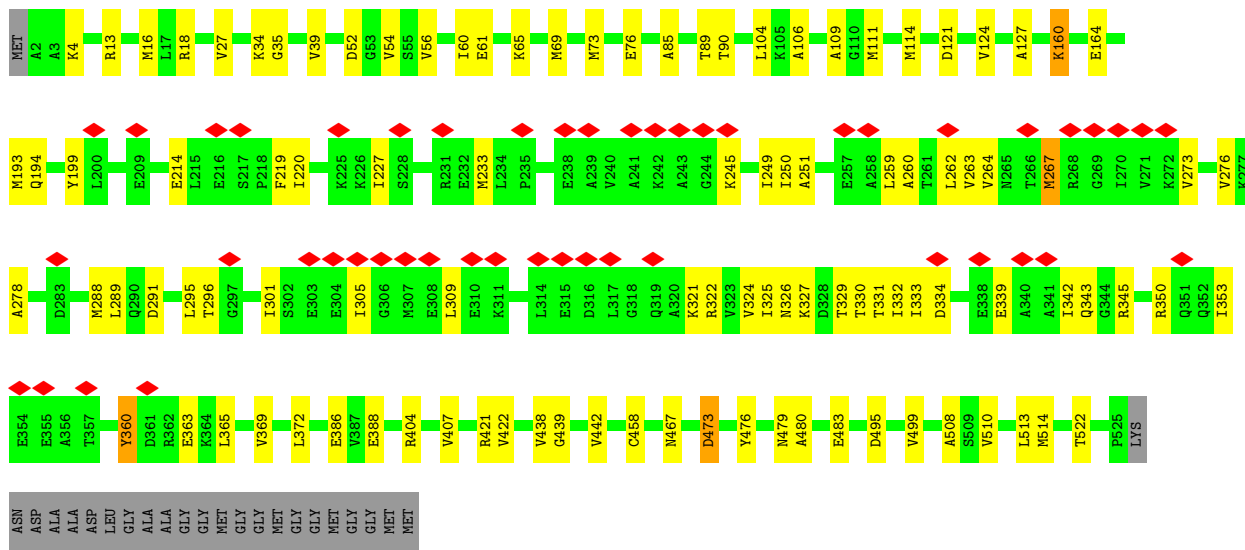 MET A2 A3 K4 R13 M16 L17 R18 V27 K34 G35 V39 D52 G53 V54 S55 V56 I60 E61 K65 M69 M73 E76 A85 T89 T90 L104 K105 A106 A109 G110 M111 M114 D121 V124 A127 K160 E164
M193 Q194 Y199 L200 E209 E214 L215 E216 S217 P218 F219 I220 K225 K226 I227 S228 R231 E232 M233 L234 P235 E238 A239 V240 A241 K242 A243 G244 K245 I249 I250 A251 E257 A258 L259 A260 T261 L262 V263 V264 N265 T266 M267 R268 G269 I270 V271 K272 V273 V276 K277
A278 D283 M288 L289 Q290 D291 L295 T296 G297 I301 S302 E303 E304 I305 G306 M307 E308 L309 E310 K311 L314 E315 D316 L317 G318 Q319 A320 K321 R322 V323 V324 I325 N326 K327 D328 T329 T330 T331 I332 I333 D334 E338 E339 A340 A341 I342 Q343 G344 R345 R350 Q351 Q352 I353
E354 E355 A356 T357 Y360 D361 R362 E363 K364 L365 V369 L372 E386 V387 E388 R404 V407 R421 V422 V438 G439 V442 C458 N467 D473 Y476 N479 A480 E483 D495 V499 A508 S509 V510 L513 M514 T522 P525 LYS
ASN ASP ALA ALA ASP LEU GLY ALA ALA GLY GLY MET GLY GLY MET GLY GLY MET GLY GLY MET MET